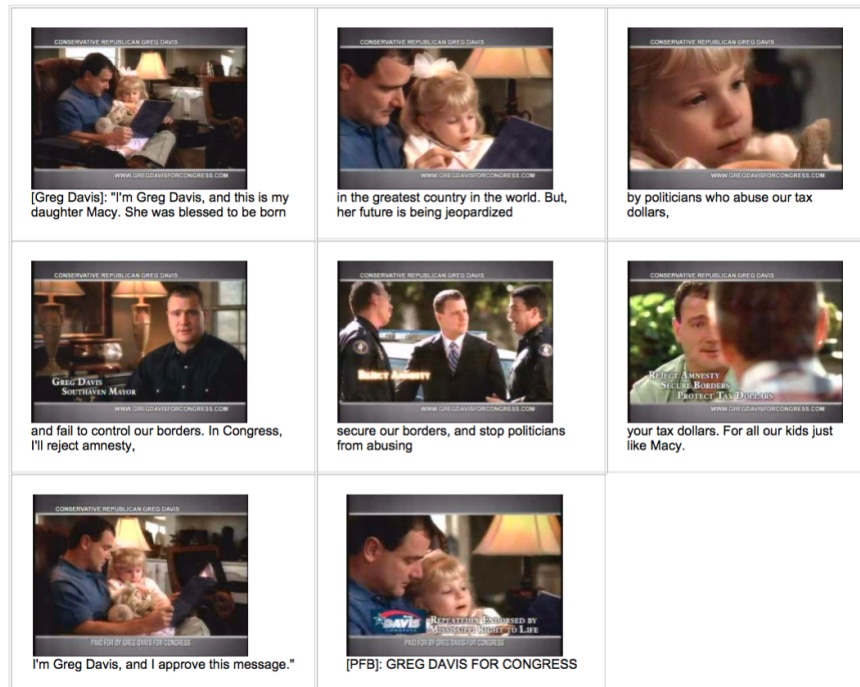 CONSERVATIVE REPUBLICAN GREG DAVIS
WWW.GREGDAVISFORCONGRESS.COM
[Greg Davis]: "I'm Greg Davis, and this is my
daughter Macy. She was blessed to be born
CONSERVATIVE REPUBLICAN GREG DAVIS
WWW.GREGDAVISFORCONGRESS.COM
in the greatest country in the world. But,
her future is being jeopardized
CONSERVATIVE REPUBLICAN GREG DAVIS
WWW.GREGDAVISFORCONGRESS.COM
by politicians who abuse our tax
dollars,
CONSERVATIVE REPUBLICAN GREG DAVIS
GREG DAVIS
SOUTHAVEN MAYOR
WWW.GREGDAVISFORCONGRESS.COM
and fail to control our borders. In Congress,
I'll reject amnesty,
CONSERVATIVE REPUBLICAN GREG DAVIS
REJECT AMNESTY
WWW.GREGDAVISFORCONGRESS.COM
secure our borders, and stop politicians
from abusing
CONSERVATIVE REPUBLICAN GREG DAVIS
REJECT AMNESTY
SECURE BORDERS
PROTECT TAX DOLLARS
WWW.GREGDAVISFORCONGRESS.COM
your tax dollars. For all our kids just
like Macy.
CONSERVATIVE REPUBLICAN GREG DAVIS
PAID FOR BY GREG DAVIS FOR CONGRESS
I'm Greg Davis, and I approve this message."
DAVIS
CONGRESS
REPEATEDLY ENDORSED BY
MISSISSIPPI RIGHT TO LIFE
PAID FOR BY GREG DAVIS FOR CONGRESS
[PFB]: GREG DAVIS FOR CONGRESS